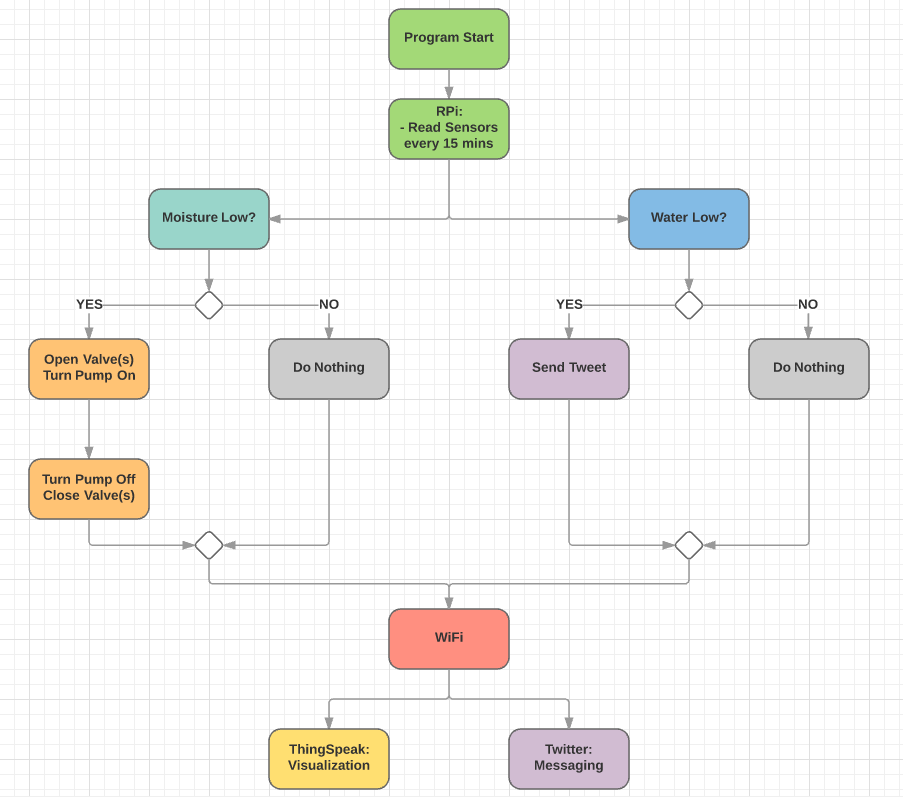 Program Start
RPi:
- Read Sensors
every 15 mins
Moisture Low?
Water Low?
YES
NO
YES
NO
Open Valve(s)
Turn Pump On
Do Nothing
Send Tweet
Do Nothing
Turn Pump Off
Close Valve(s)
WiFi
ThingSpeak:
Visualization
Twitter:
Messaging